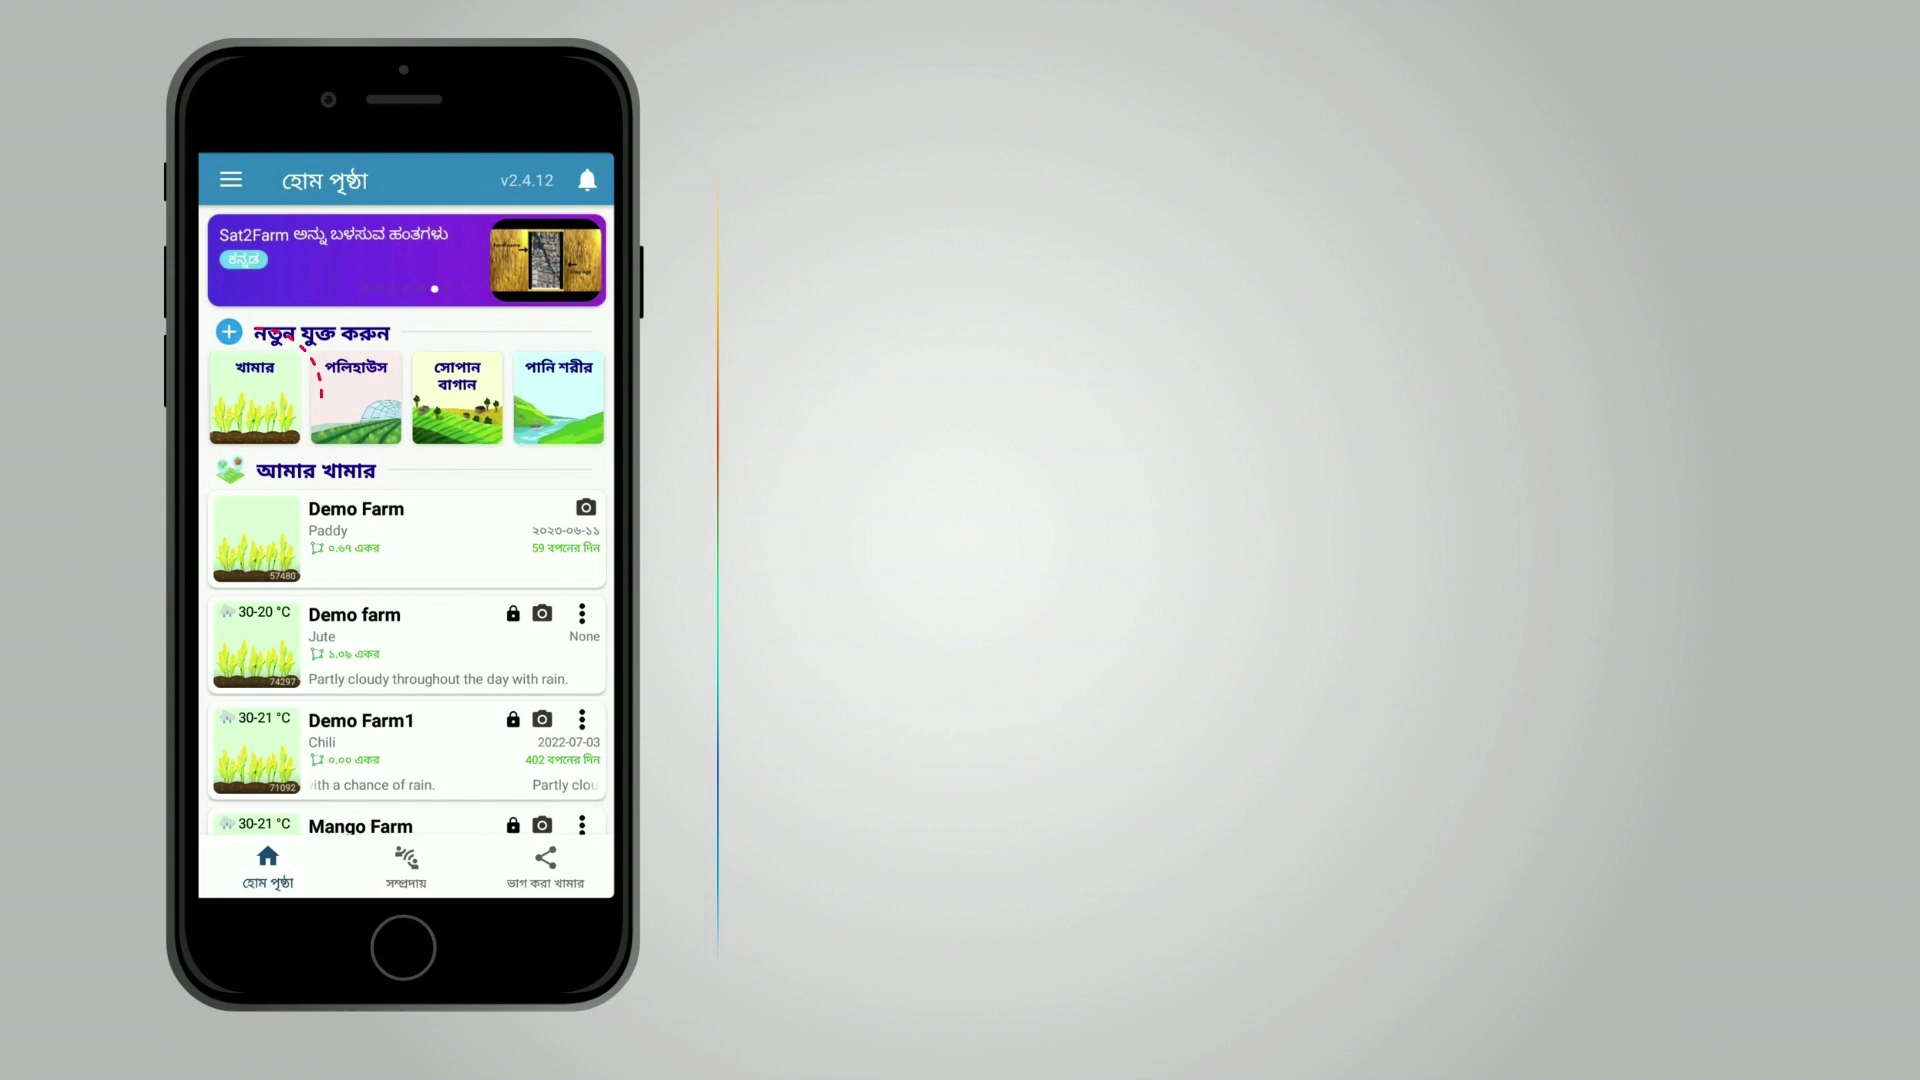 হোম পৃষ্ঠা
v2.4.12
Sat2Farm ಅನ್ನು ಬಳಸುವ ಹಂತಗಳು
ಕನ್ನಡ
নতুন যুক্ত করুন
খামার
পলিহাউস
সোপান
বাগান
পানি শরীর
আমার খামার
Demo Farm
Paddy
২০২৩-০৬-১১
০.৬৭ একর
59 বপনের দিন
57480
30-20 °C
Demo farm
Jute
None
১.০৯ একর
74297
Partly cloudy throughout the day with rain.
30-21 °C
Demo Farm1
Chili
2022-07-03
০.০০ একর
402 বপনের দিন
71092
with a chance of rain.
Partly clou
30-21 °C
Mango Farm
হোম পৃষ্ঠা
সম্প্রদায়
ভাগ করা খামার